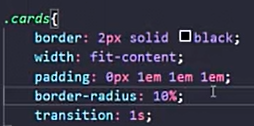 .cards{
border: 2px solid black;
width: fit-content;
padding: 0px 1em 1em 1em;
border-radius: 10%;
transition: 1s;